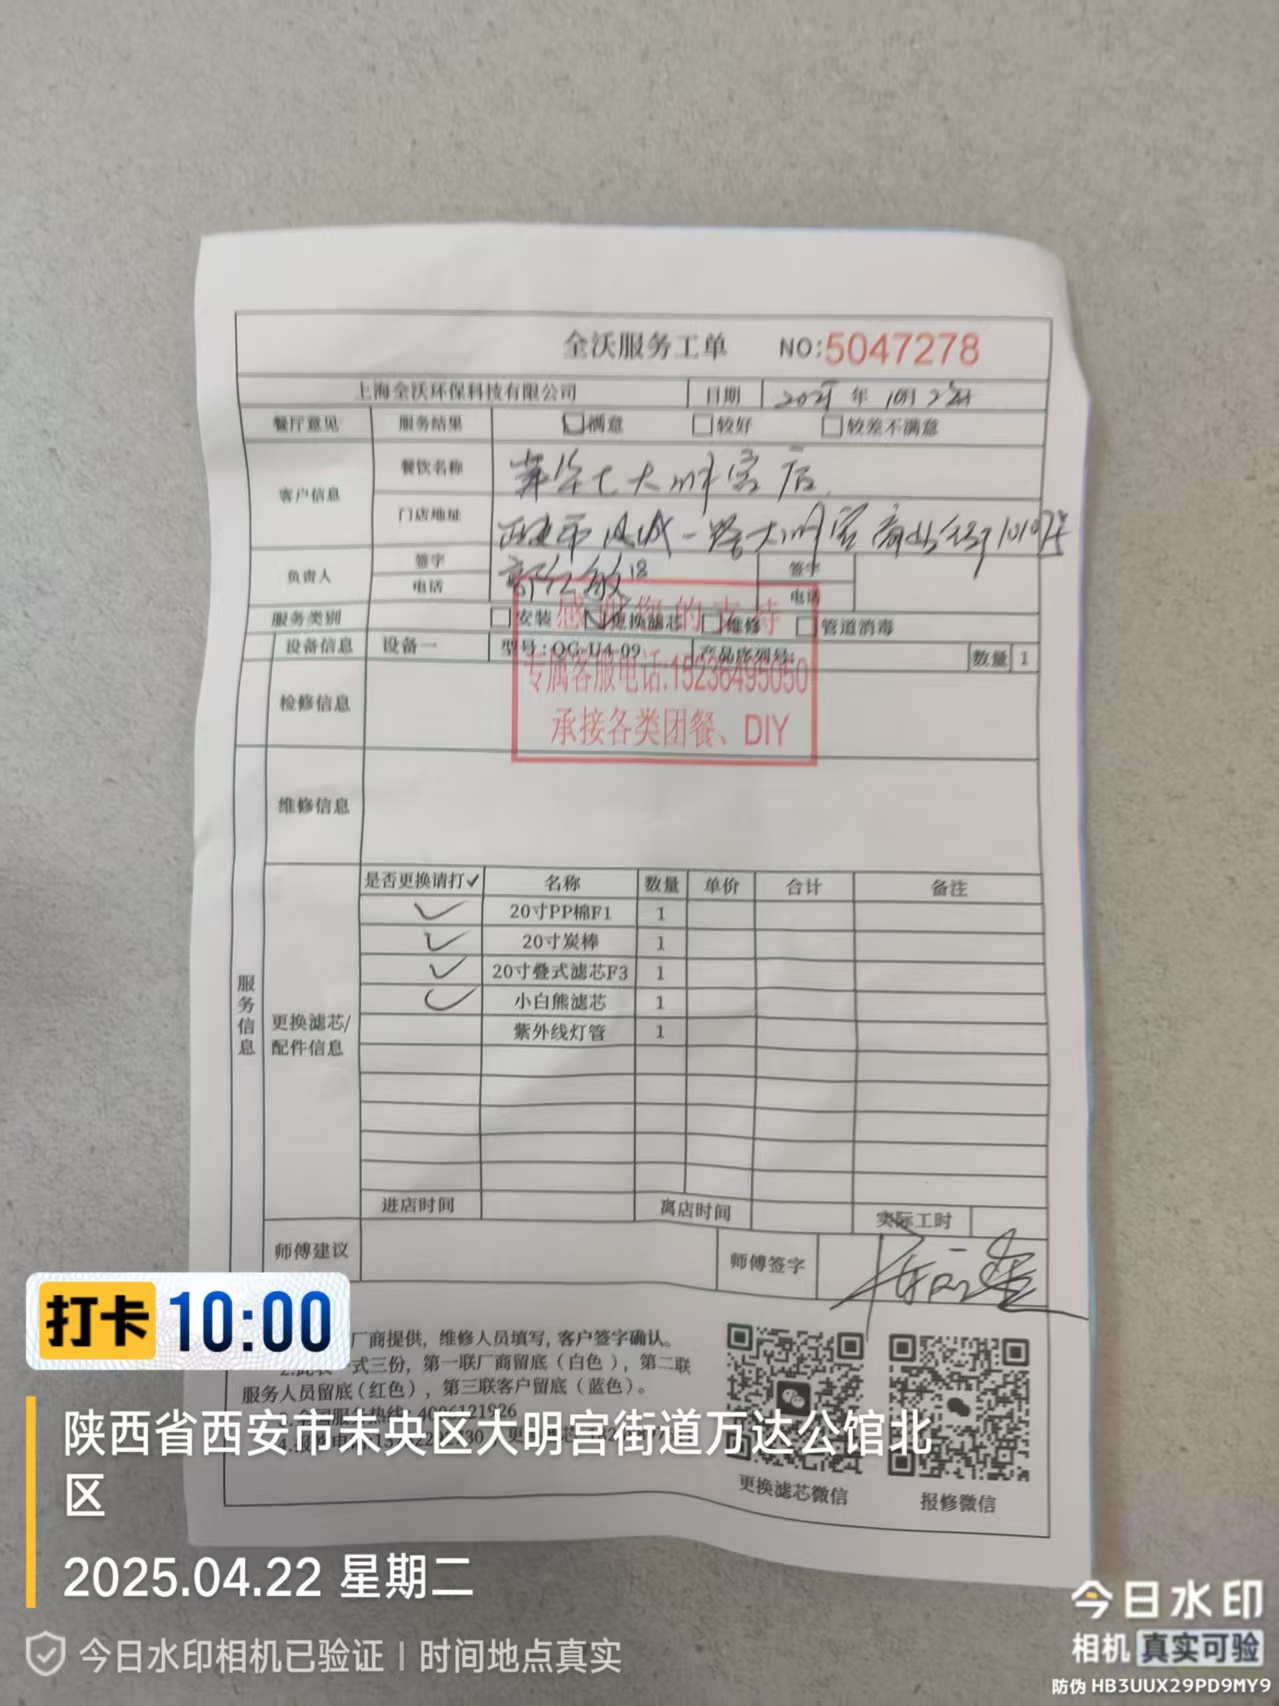 全沃服务工单 NO:5047278
上海全沃环保科技有限公司 日期 年
餐厅意见 服务结果 满意 较好 较差不满意
客户信息 餐饮名称
门店地址
负责人 签字 签字
电话 电话
服务类别 安装 更换滤芯 维修 管道消毒
设备信息 设备一 型号:QG-U4-09 产品序列号: 数量 1
感谢您的支持
专属客服电话:15236495050
承接各类团餐、DIY
检修信息
维修信息
服务信息
更换滤芯/
配件信息
是否更换请打✓ 名称 数量 单价 合计 备注
✓ 20寸PP棉F1 1
✓ 20寸炭棒 1
✓ 20寸叠式滤芯F3 1
✓ 小白熊滤芯 1
紫外线灯管 1
进店时间 离店时间 实际工时
师傅建议 师傅签字
厂商提供，维修人员填写，客户签字确认。
式三份，第一联厂商留底（白色），第二联
服务人员留底(红色)，第三联客户留底（蓝色）。
更换滤芯微信 报修微信
打卡 10:00
陕西省西安市未央区大明宫街道万达公馆北
区
2025.04.22 星期二
今日水印相机已验证 | 时间地点真实
今日水印
相机 真实可验
防伪 HB3UUX29PD9MY9